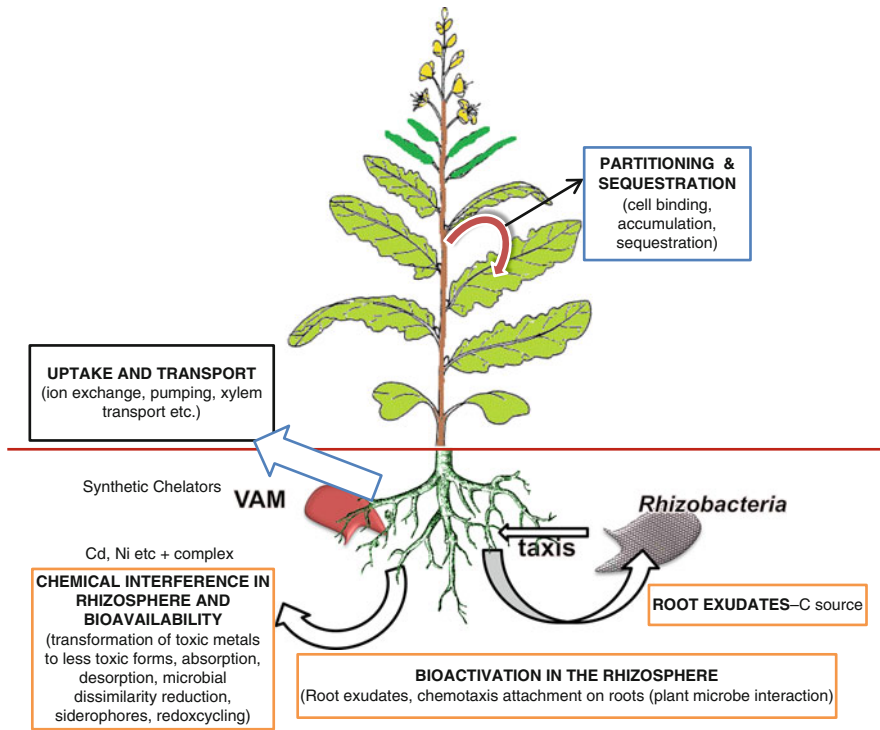 PARTITIONING &
SEQUESTRATION
(cell binding,
accumulation,
sequestration)
UPTAKE AND TRANSPORT
(ion exchange, pumping, xylem
transport etc.)
Synthetic Chelators
VAM
Rhizobacteria
taxis
Cd, Ni etc + complex
CHEMICAL INTERFERENCE IN
RHIZOSPHERE AND
BIOAVAILABILITY
(transformation of toxic metals
to less toxic forms, absorption,
desorption, microbial
dissimilarity reduction,
siderophores, redoxcycling)
ROOT EXUDATES–C source
BIOACTIVATION IN THE RHIZOSPHERE
(Root exudates, chemotaxis attachment on roots (plant microbe interaction)